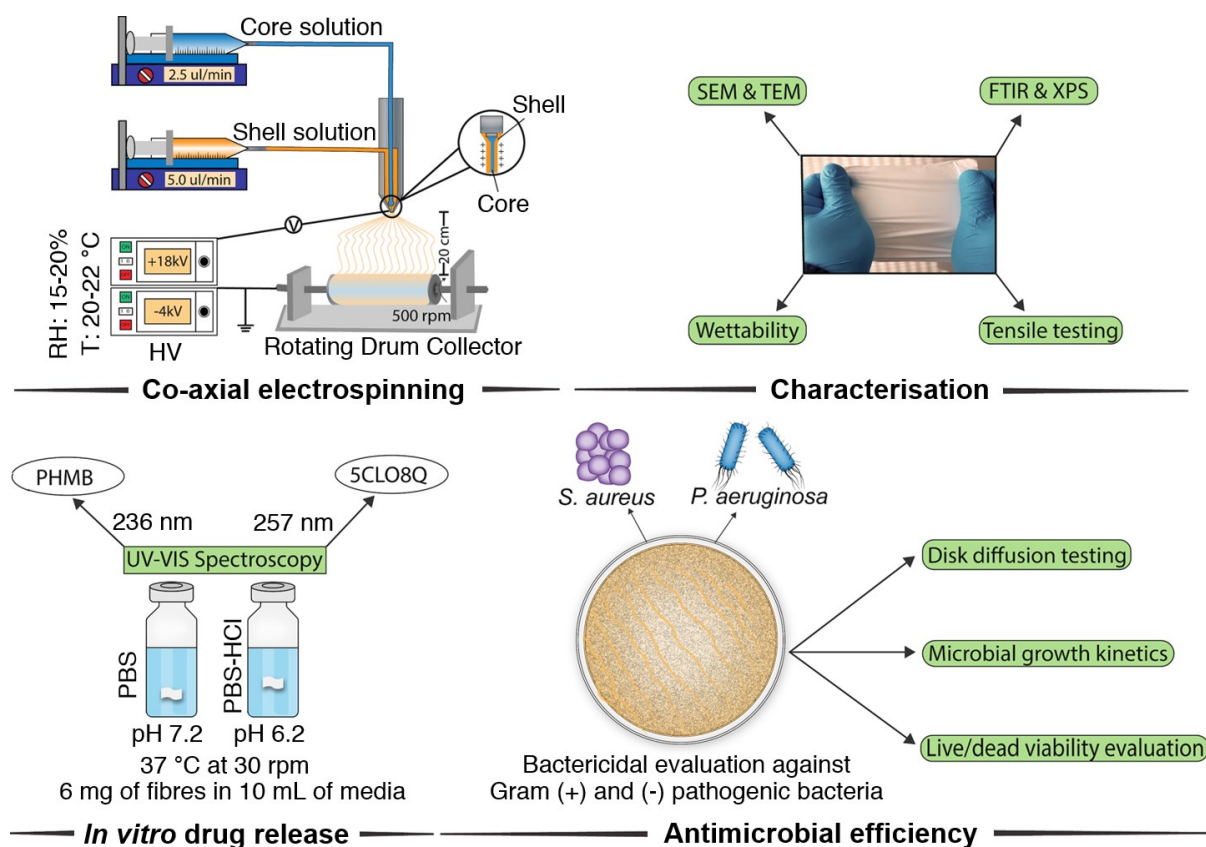 Core solution
2.5 ul/min
Shell solution
5.0 ul/min
Shell
Core
V
20 cm
RH: 15-20%
T: 20-22 °C
+18kV
-4kV
HV
500 rpm
Rotating Drum Collector
Co-axial electrospinning
SEM & TEM
FTIR & XPS
Wettability
Tensile testing
Characterisation
PHMB
5CLO8Q
236 nm
257 nm
UV-VIS Spectroscopy
PBS
PBS-HCl
pH 7.2
pH 6.2
37 °C at 30 rpm
6 mg of fibres in 10 mL of media
In vitro drug release
S. aureus
P. aeruginosa
Disk diffusion testing
Microbial growth kinetics
Live/dead viability evaluation
Bactericidal evaluation against
Gram (+) and (-) pathogenic bacteria
Antimicrobial efficiency